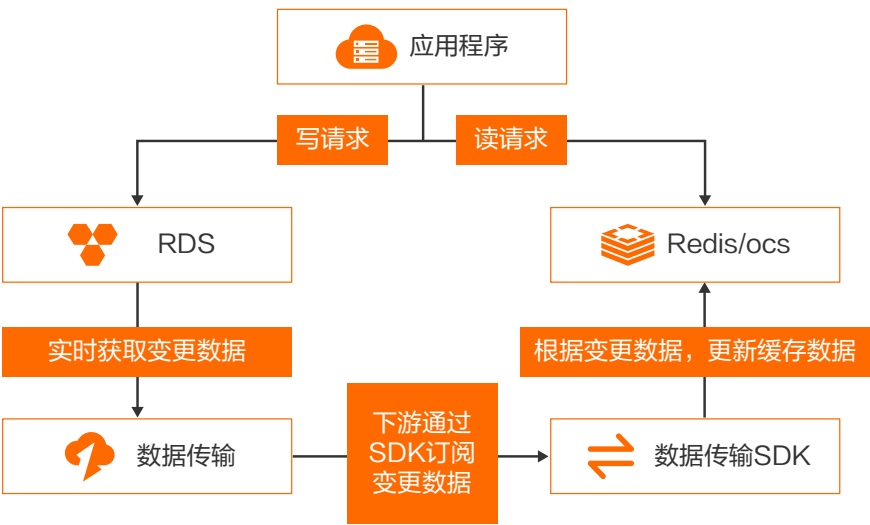 应用程序
写请求
读请求
RDS
Redis/ocs
实时获取变更数据
根据变更数据，更新缓存数据
下游通过
SDK订阅
变更数据
数据传输
数据传输SDK